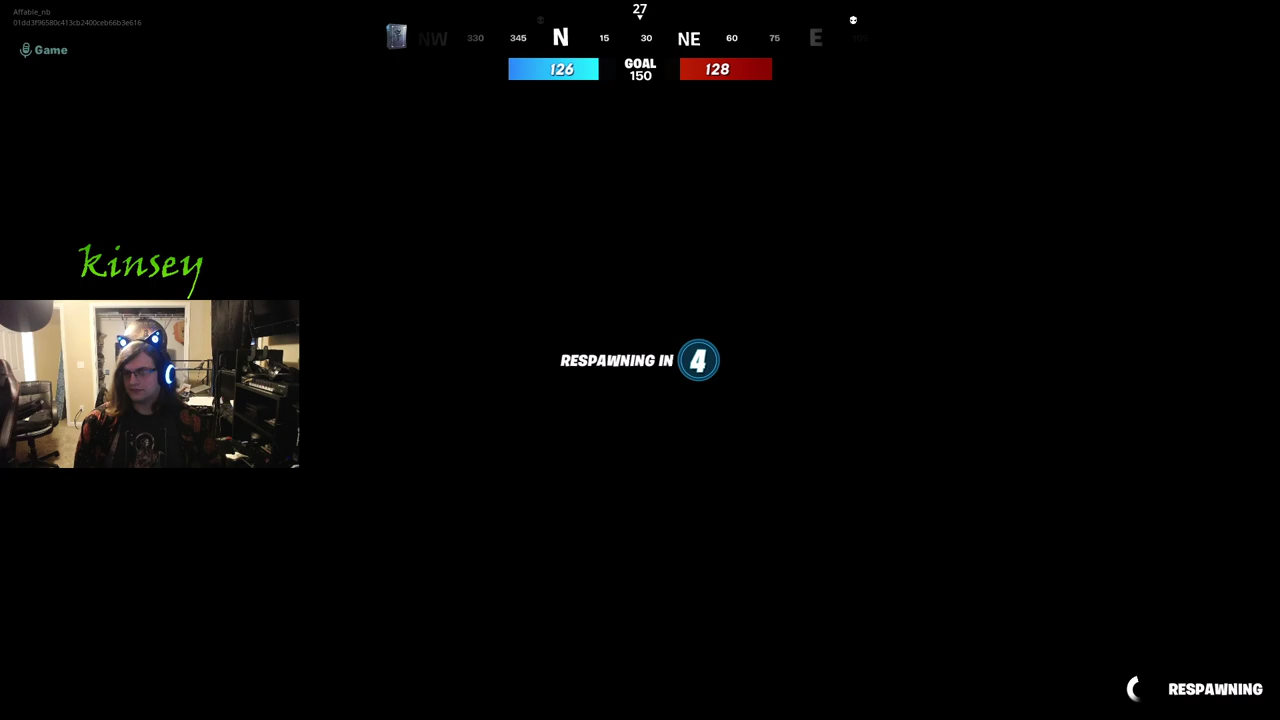 Affable_nb
01dd3f96580c413cb2400ceb66b3e616
Game
27
NW 330 345 N 15 30 NE 60 75 E
126 GOAL 150 128
kinsey
RESPAWNING IN 4
RESPAWNING